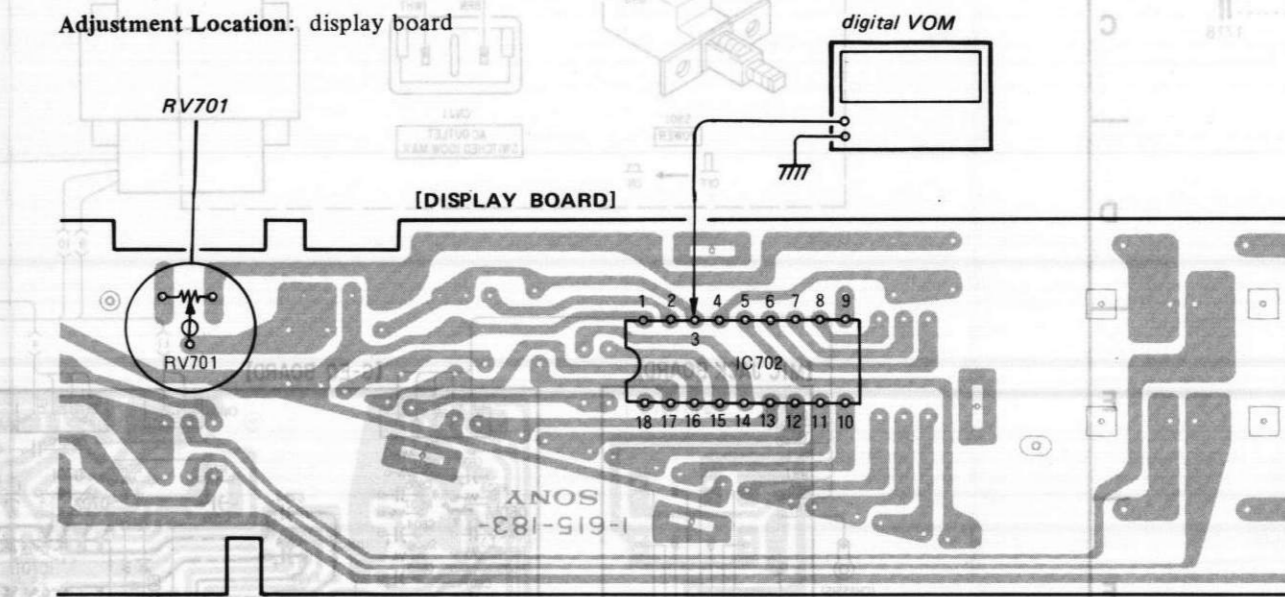 Adjustment Location: display board
digital VOM
RV701
[DISPLAY BOARD]
1 2 3 4 5 6 7 8 9
RV701
IC702
18 17 16 15 14 13 12 11 10
SONY
1-615-183-